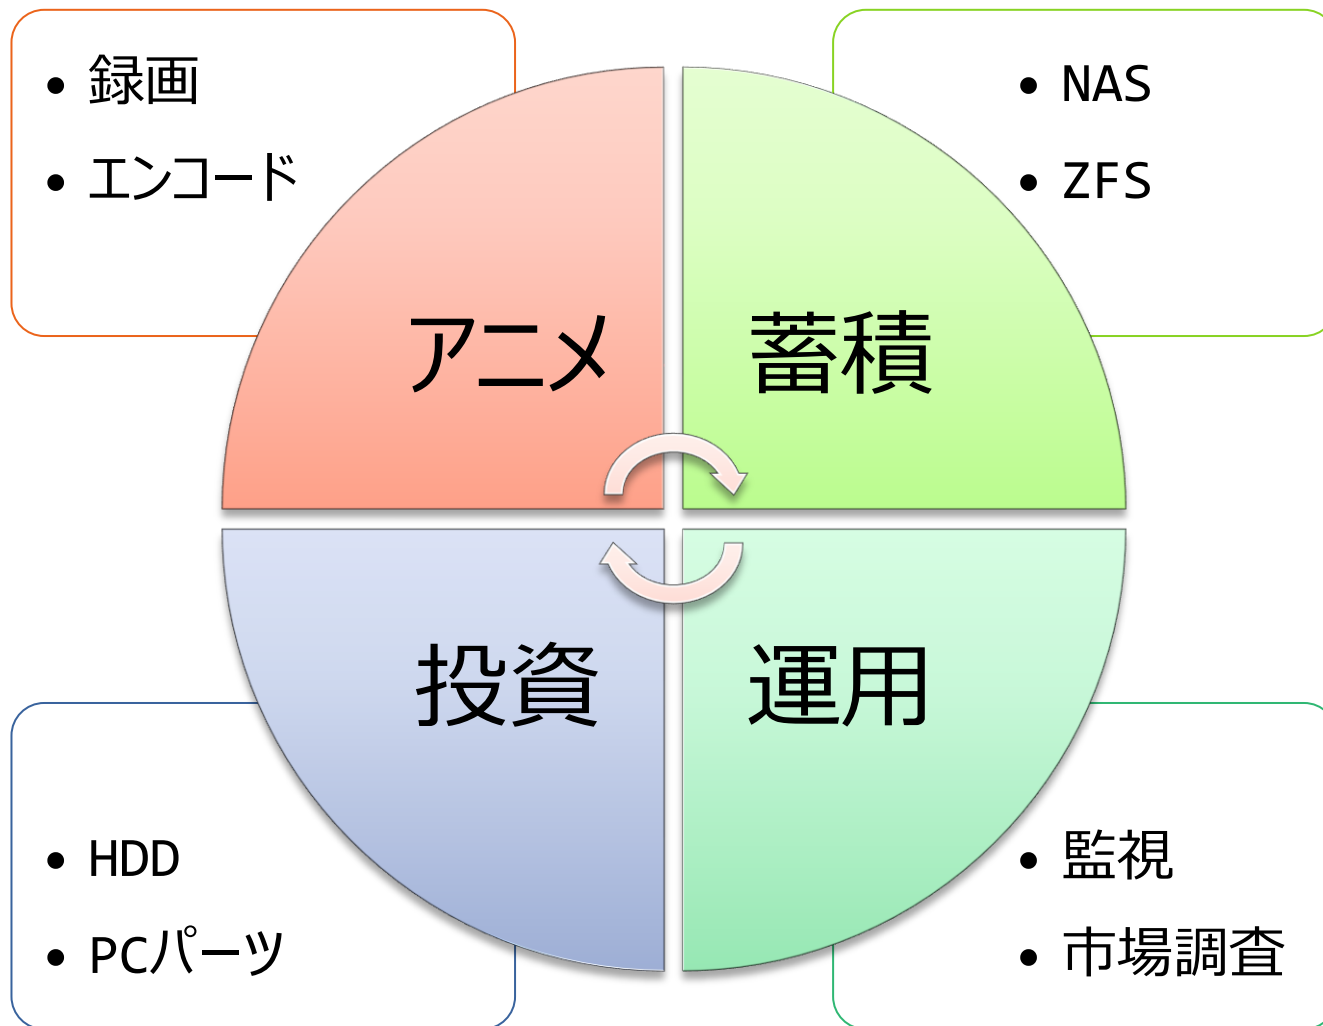 • 録画
• エンコード
• NAS
• ZFS
アニメ
蓄積
投資
運用
• HDD
• PCパーツ
• 監視
• 市場調査